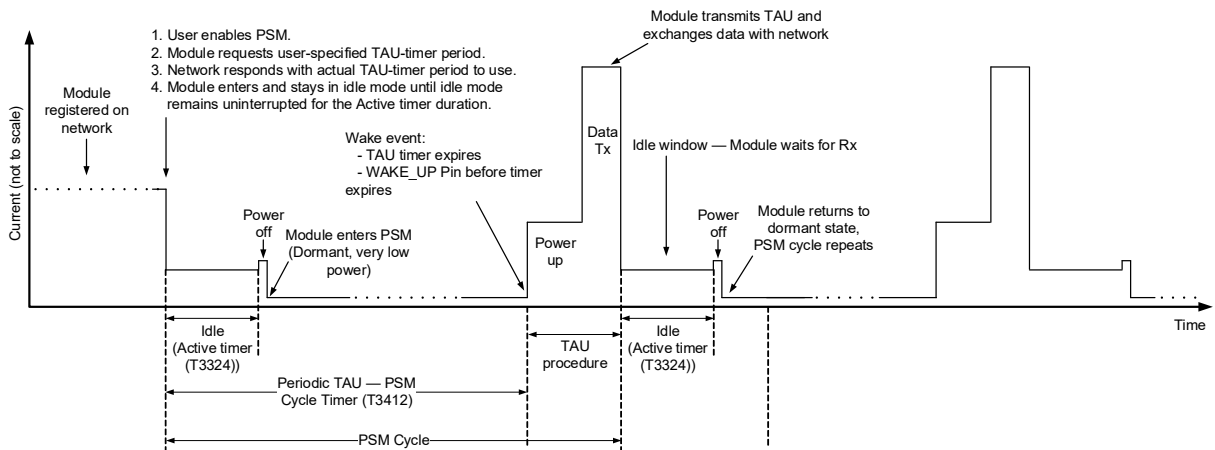 Module transmits TAU and
exchanges data with network
1. User enables PSM.
2. Module requests user-specified TAU-timer period.
3. Network responds with actual TAU-timer period to use.
4. Module enters and stays in idle mode until idle mode
remains uninterrupted for the Active timer duration.
Module
registered on
network
Current (not to scale)
Wake event:
- TAU timer expires
- WAKE_UP Pin before timer
expires
Data
Tx
Idle window — Module waits for Rx
Power
off
Module enters PSM
(Dormant, very low
power)
Power
up
Power
off
Module returns to
dormant state,
PSM cycle repeats
Time
Idle
(Active timer
(T3324))
TAU
procedure
Idle
(Active timer
(T3324))
Periodic TAU — PSM
Cycle Timer (T3412)
PSM Cycle